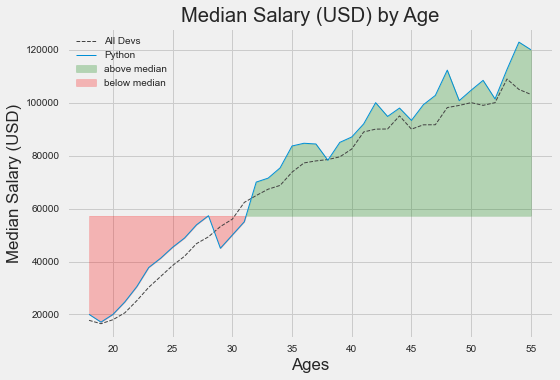 Median Salary (USD) by Age
All Devs
Python
above median
below median
Median Salary (USD)
120000
100000
80000
60000
40000
20000
20 25 30 35 40 45 50 55
Ages